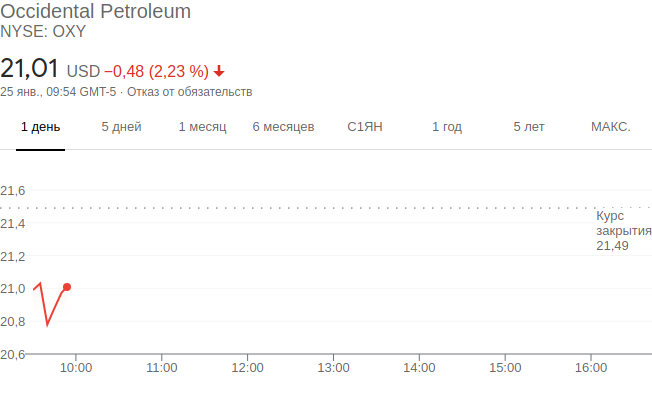 Occidental Petroleum
NYSE: OXY
21,01 USD −0,48 (2,23 %)
25 янв., 09:54 GMT-5 · Отказ от обязательств
1 день 5 дней 1 месяц 6 месяцев С1ЯН 1 год 5 лет МАКС.
21,6
21,4
Курс
закрытия
21,49
21,2
21,0
20,8
20,6
10:00 11:00 12:00 13:00 14:00 15:00 16:00